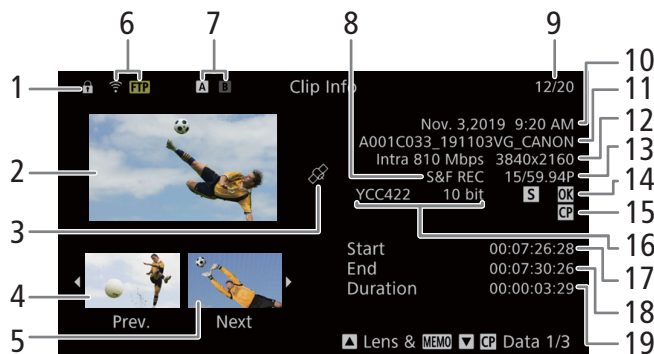 6 7 8 9
1 FTP A B Clip Info 12/20 10
11
Nov. 3,2019 9:20 AM 12
A001C033_191103VG_CANON
Intra 810 Mbps 3840x2160 13
2 S&F REC 15/59.94P
YCC422 10 bit S OK 14
CP 15
3 16
Start 00:07:26:28 17
End 00:07:30:26
4 Duration 00:00:03:29 18
5 Prev. Next
Lens & MEMO CP Data 1/3 19